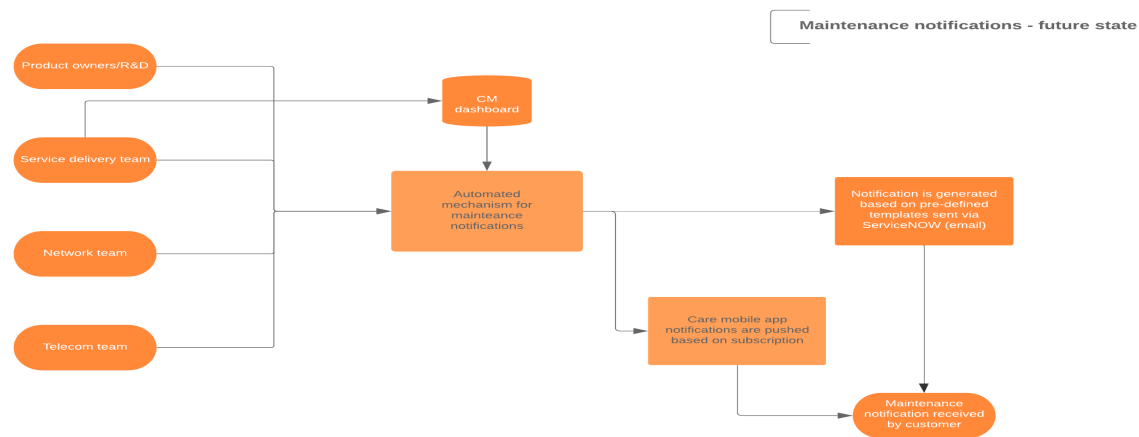 Maintenance notifications - future state
Product owners/R&D
CM
dashboard
Service delivery team
Automated
mechanism for
mainteance
notifications
Notification is generated
based on pre-defined
templates sent via
ServiceNOW (email)
Network team
Care mobile app
notifications are pushed
based on subscription
Telecom team
Maintenance
notification received
by customer